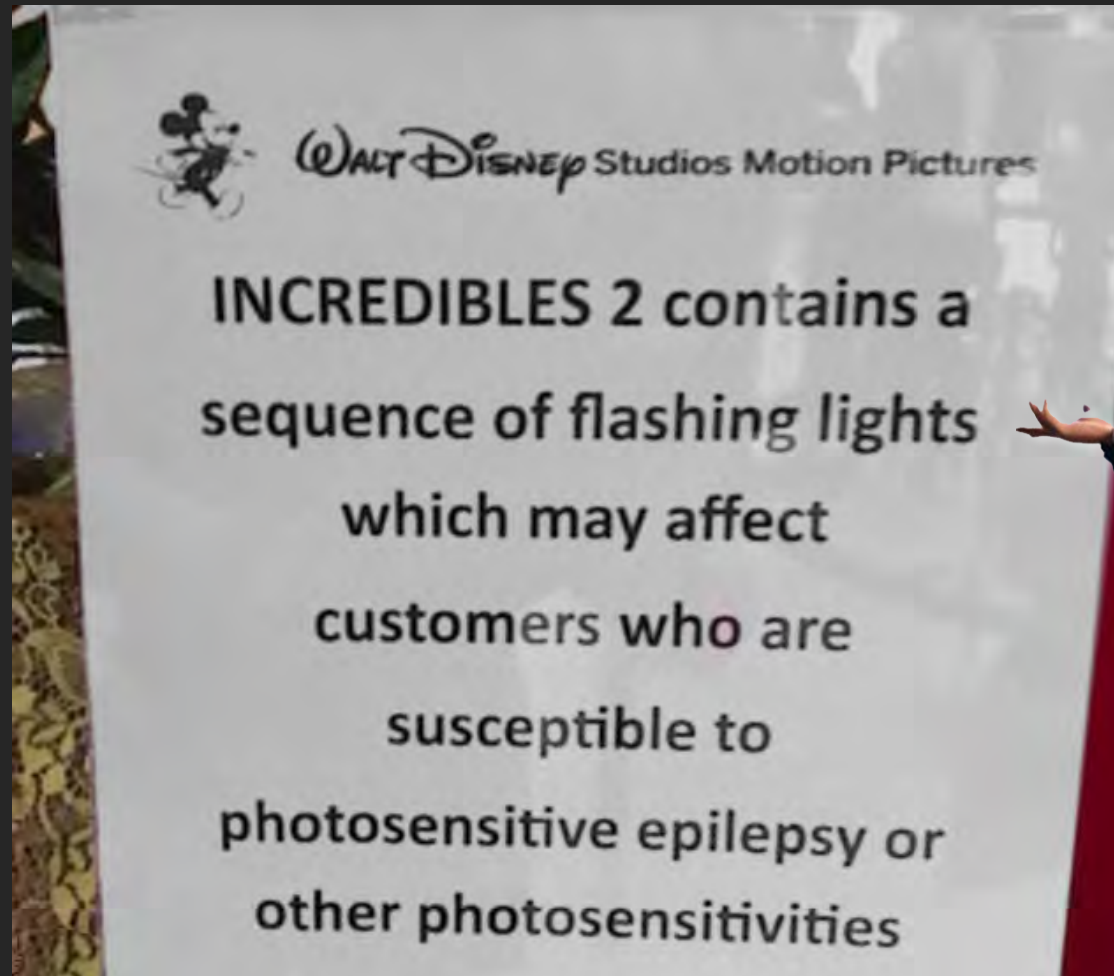 WALT DISNEY Studios Motion Pictures
INCREDIBLES 2 contains a
sequence of flashing lights
which may affect
customers who are
susceptible to
photosensitive epilepsy or
other photosensitivities